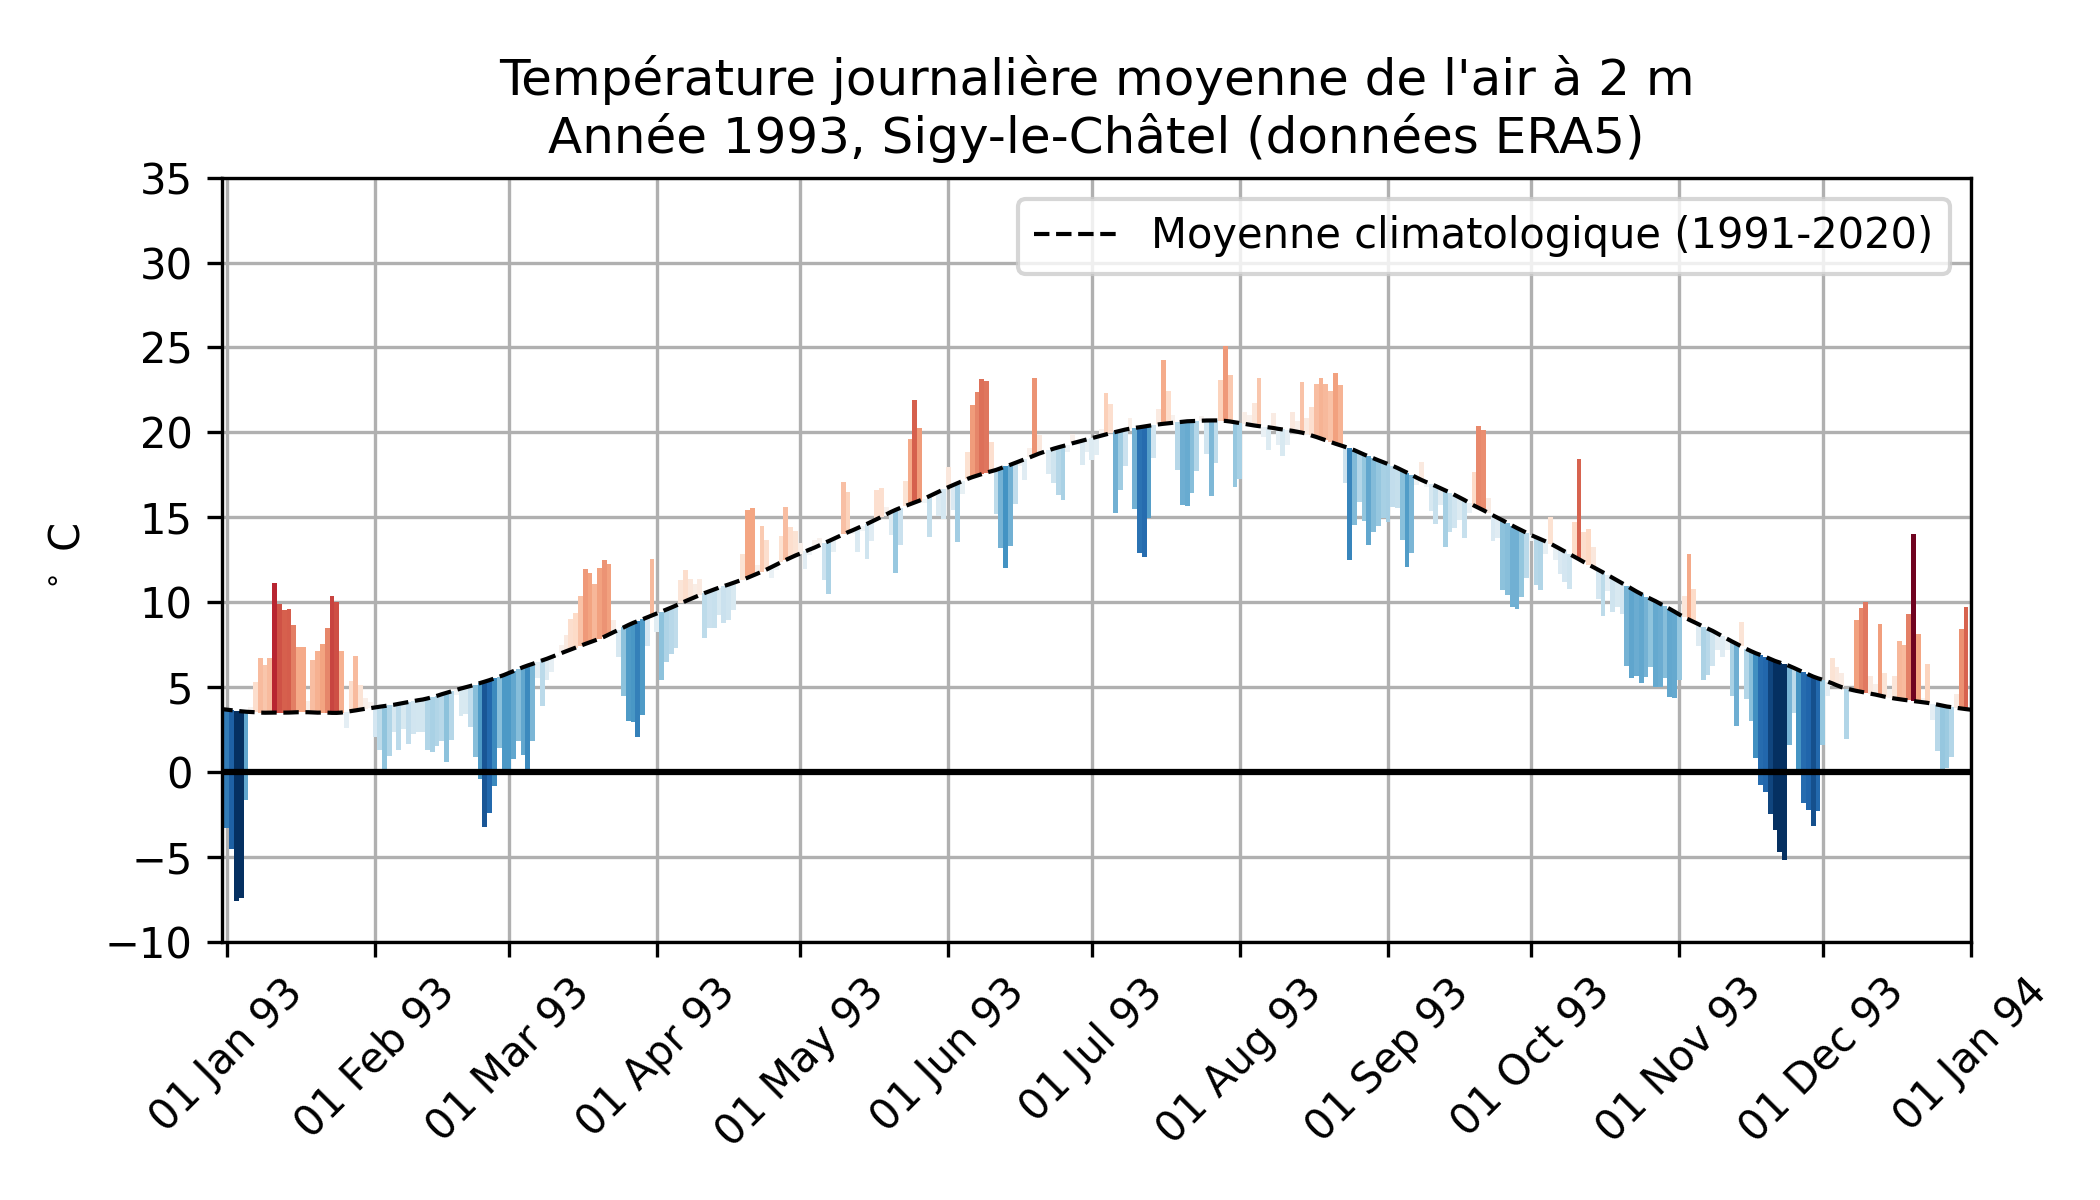 Température journalière moyenne de l'air à 2 m
Année 1993, Sigy-le-Châtel (données ERA5)
Moyenne climatologique (1991-2020)
35
30
25
20
15
10
5
0
−5
−10
° C
01 Jan 93
01 Feb 93
01 Mar 93
01 Apr 93
01 May 93
01 Jun 93
01 Jul 93
01 Aug 93
01 Sep 93
01 Oct 93
01 Nov 93
01 Dec 93
01 Jan 94